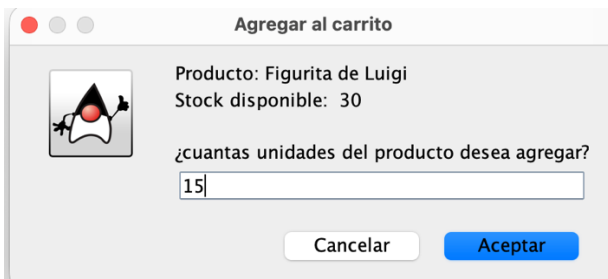 Agregar al carrito
Producto: Figurita de Luigi
Stock disponible: 30
¿cuantas unidades del producto desea agregar?
15
Cancelar
Aceptar